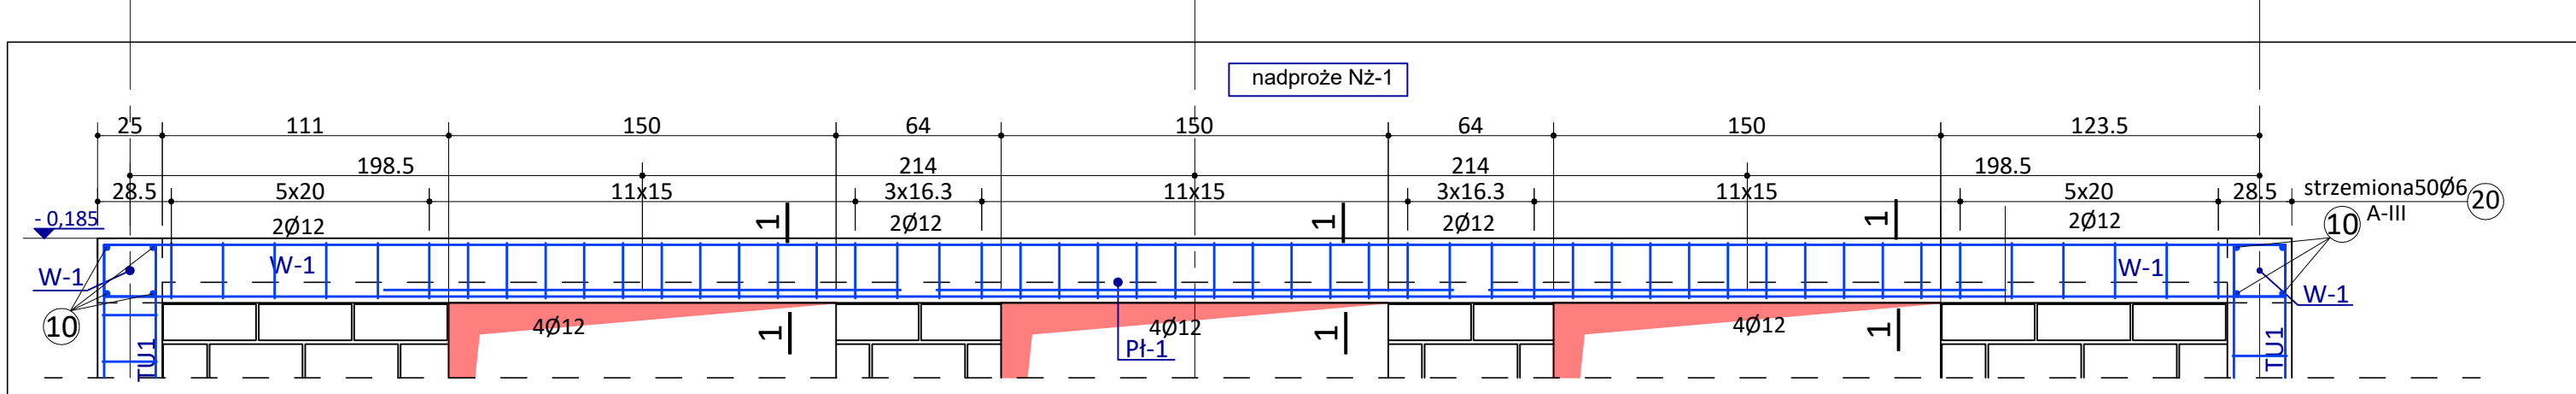 nadproże Nż-1
25 111 150 64 150 64 150 123.5
198.5 214 214 198.5
28.5 5x20 11x15 3x16.3 11x15 3x16.3 11x15 5x20 28.5 strzemiona50Ø6 20
A-III
- 0,185 2Ø12 1 2Ø12 1 2Ø12 1 2Ø12 10
W-1 W-1 W-1 W-1
10 4Ø12 1 4Ø12 1 4Ø12 1
TU1 Pł-1 TU1